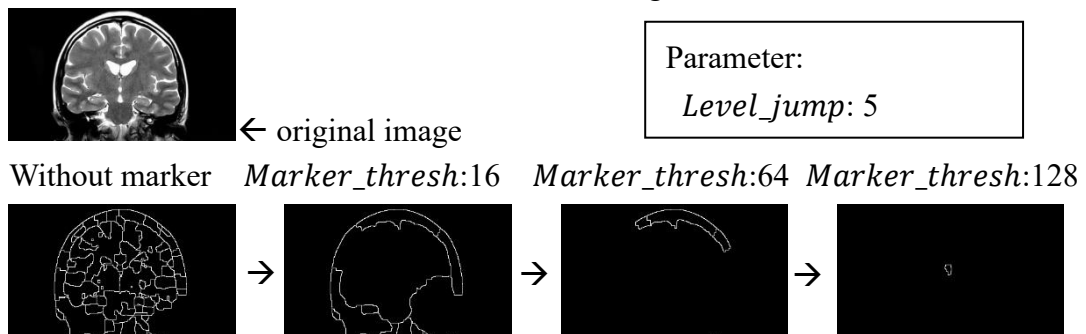 Parameter:
Level_jump: 5
← original image
Without marker Marker_thresh:16 Marker_thresh:64 Marker_thresh:128
→ → →